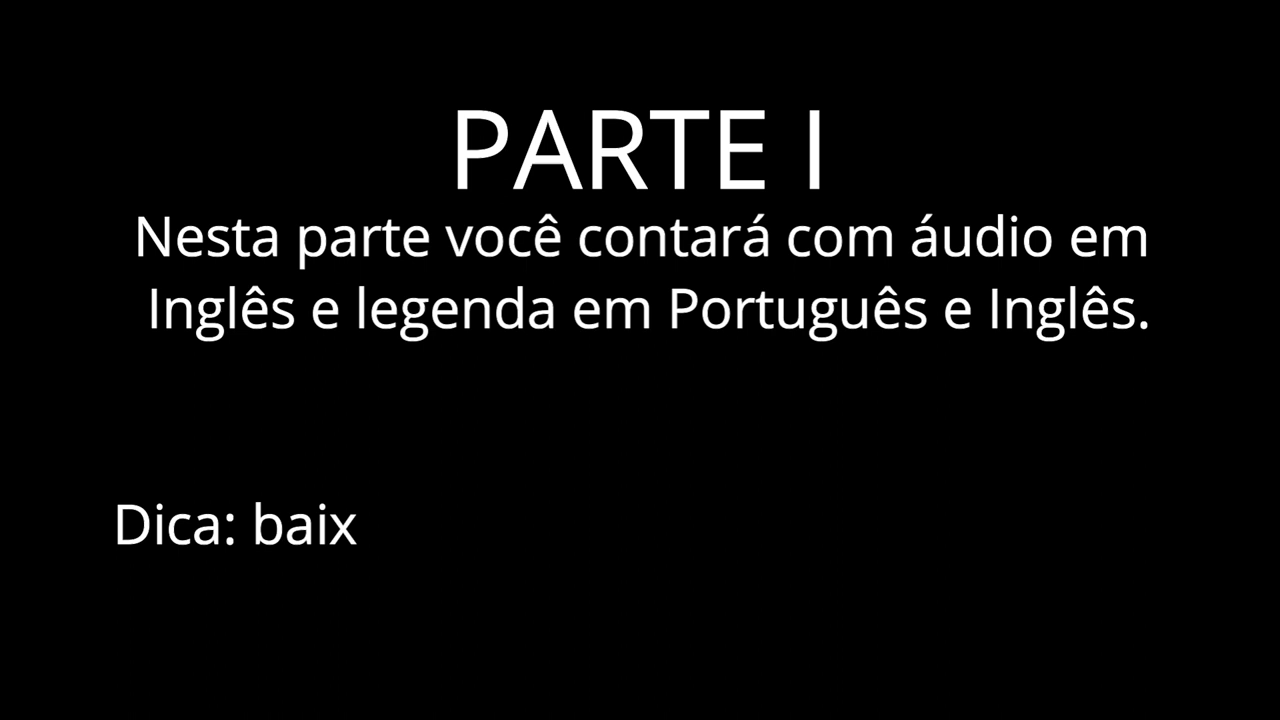 PARTE I
Nesta parte você contará com áudio em
Inglês e legenda em Português e Inglês.
Dica: baix